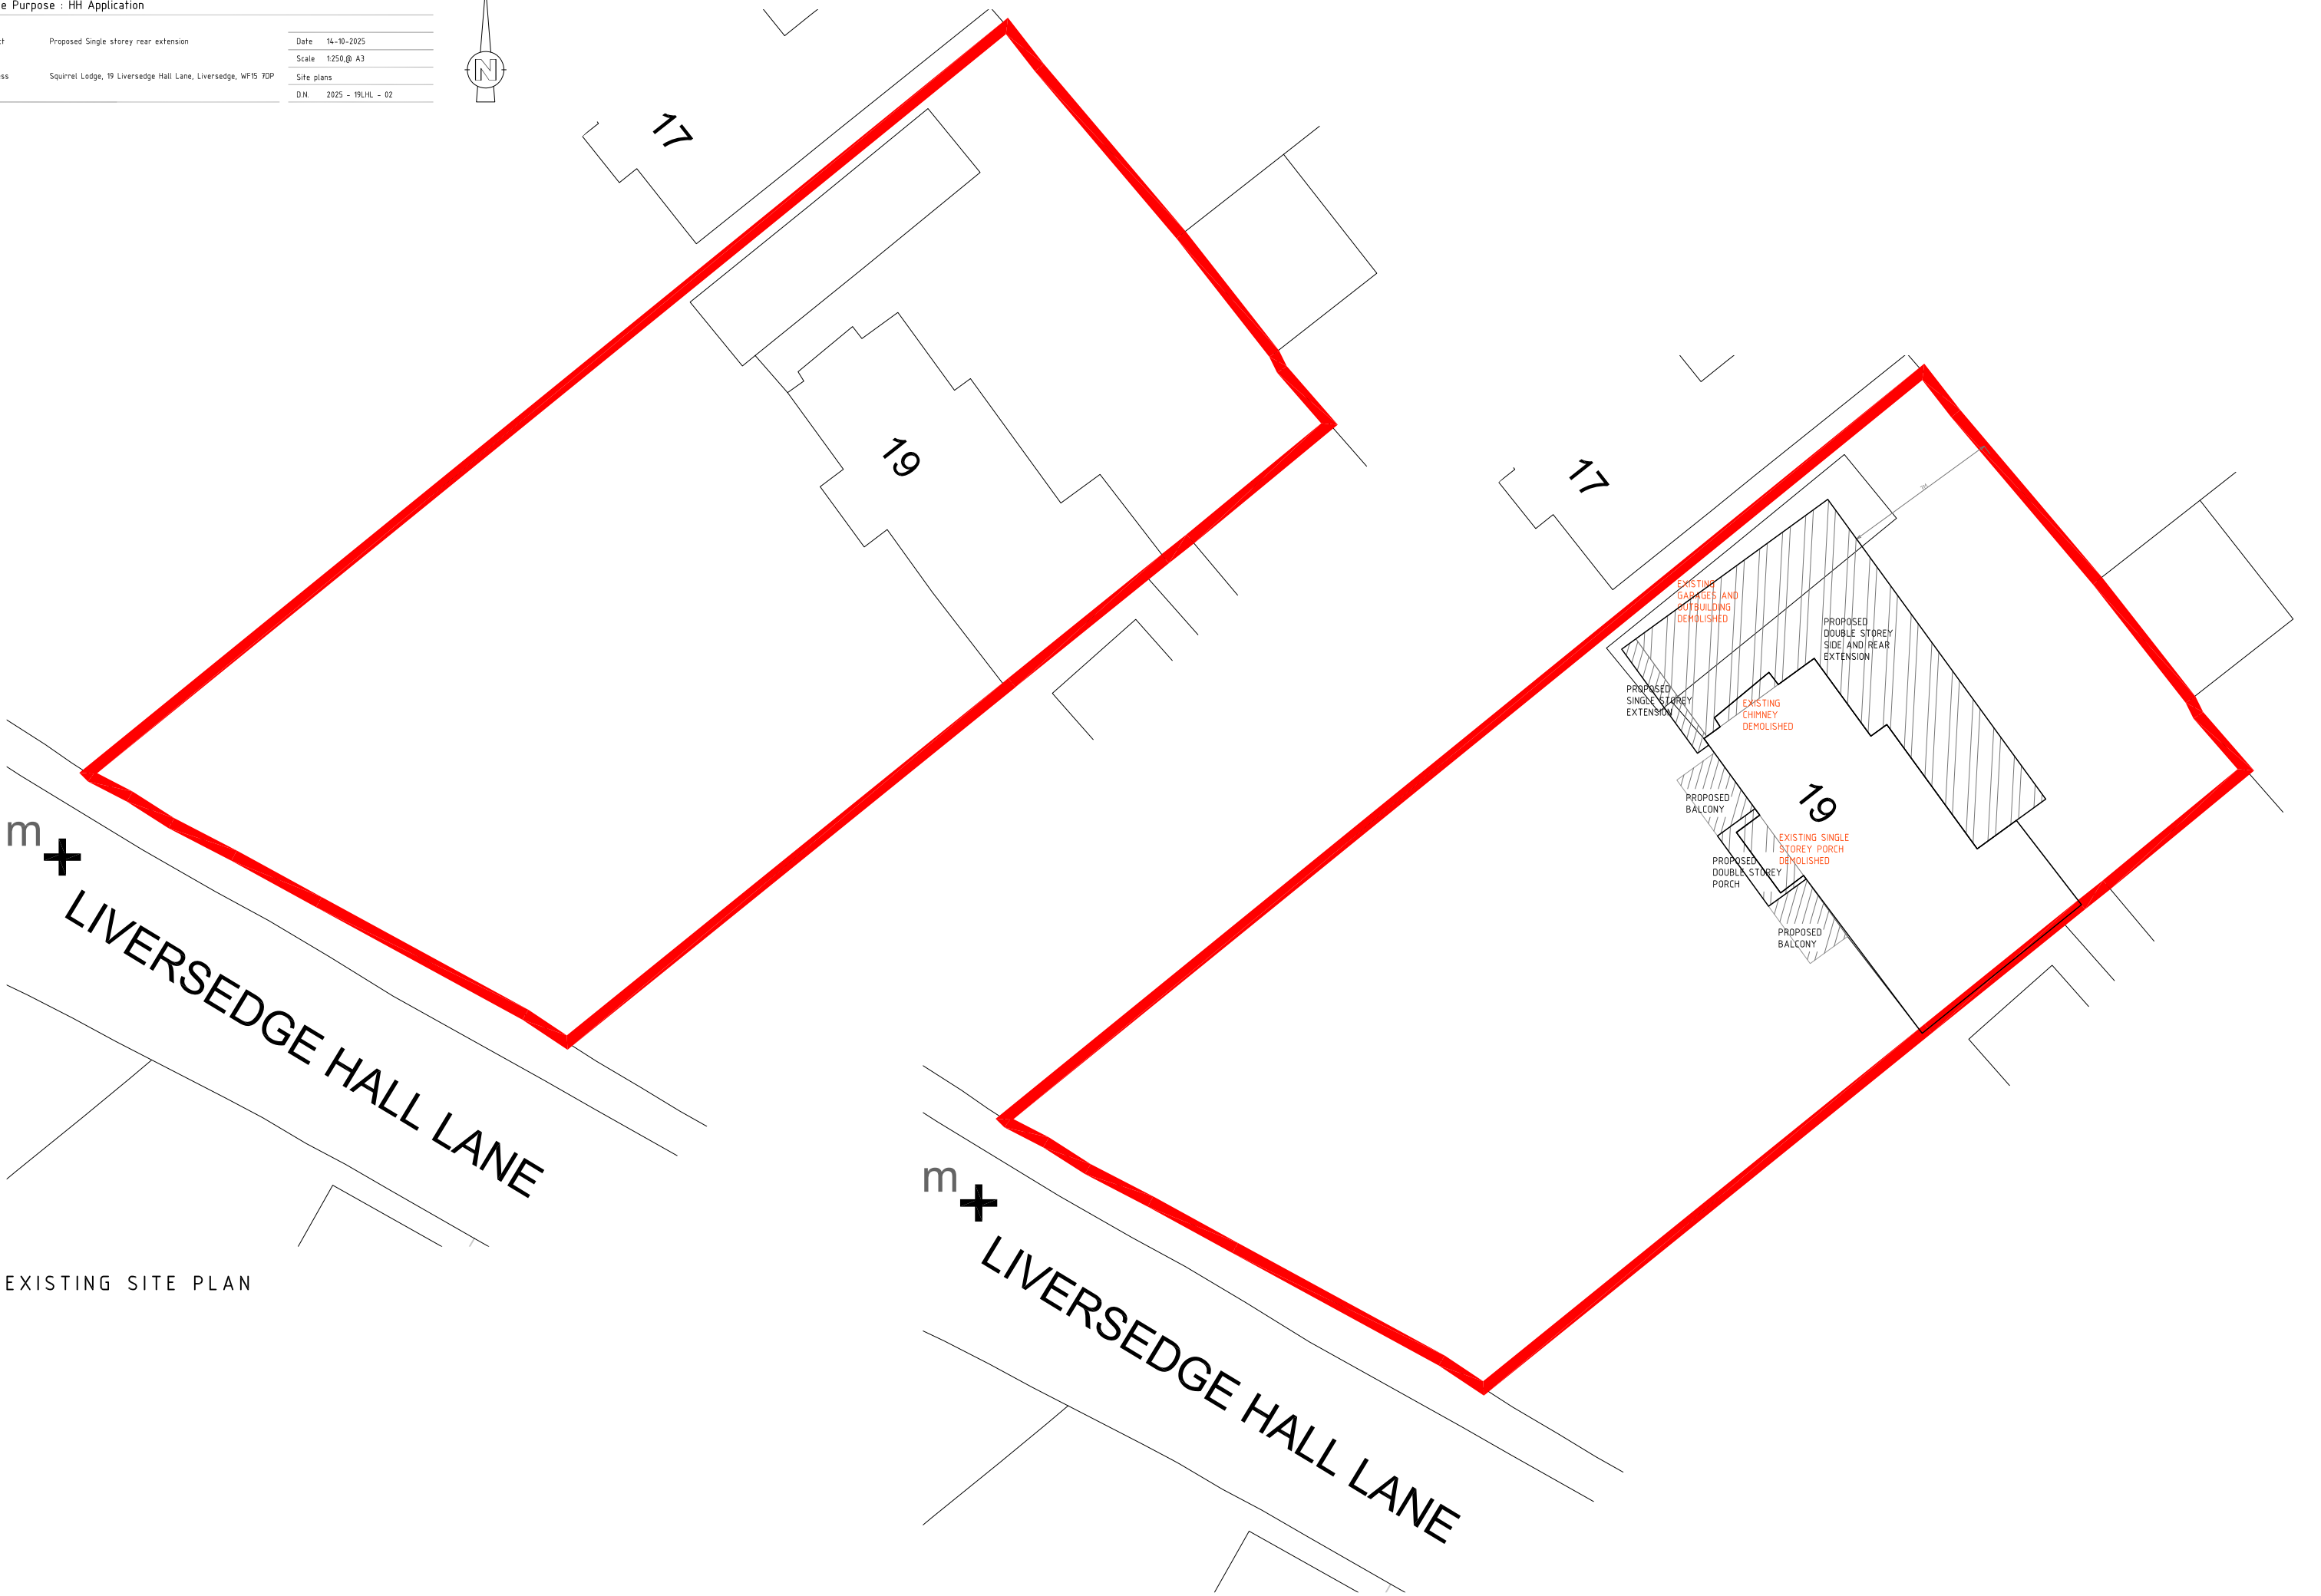 e Purpose : HH Application
ct Proposed Single storey rear extension
ss Squirrel Lodge, 19 Liversedge Hall Lane, Liversedge, WF15 7DP
Date 14-10-2025
Scale 1:250,@ A3
Site plans
D.N. 2025 - 19LHL - 02
N
17
19
m
LIVERSEDGE HALL LANE
EXISTING SITE PLAN
17
EXISTING
GARAGES AND
OUTBUILDING
DEMOLISHED
PROPOSED
DOUBLE STOREY
SIDE AND REAR
EXTENSION
PROPOSED
SINGLE STOREY
EXTENSION
EXISTING
CHIMNEY
DEMOLISHED
19
PROPOSED
BALCONY
EXISTING SINGLE
STOREY PORCH
DEMOLISHED
PROPOSED
DOUBLE STOREY
PORCH
PROPOSED
BALCONY
m
LIVERSEDGE HALL LANE